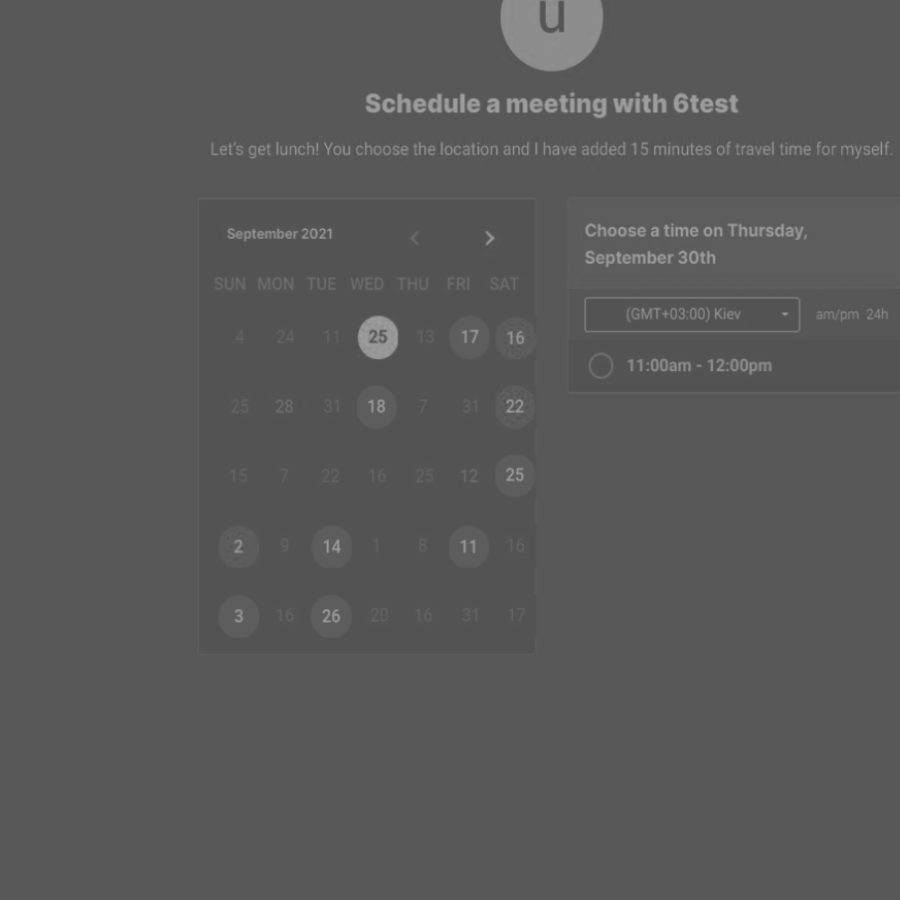 u
Schedule a meeting with 6test
Let's get lunch! You choose the location and I have added 15 minutes of travel time for myself.
September 2021
SUN MON TUE WED THU FRI SAT
4 24 11 25 13 17 16
25 28 31 18 7 31 22
15 7 22 16 25 12 25
2 9 14 1 8 11 16
3 16 26 20 16 31 17
Choose a time on Thursday,
September 30th
(GMT+03:00) Kiev am/pm 24h
11:00am - 12:00pm